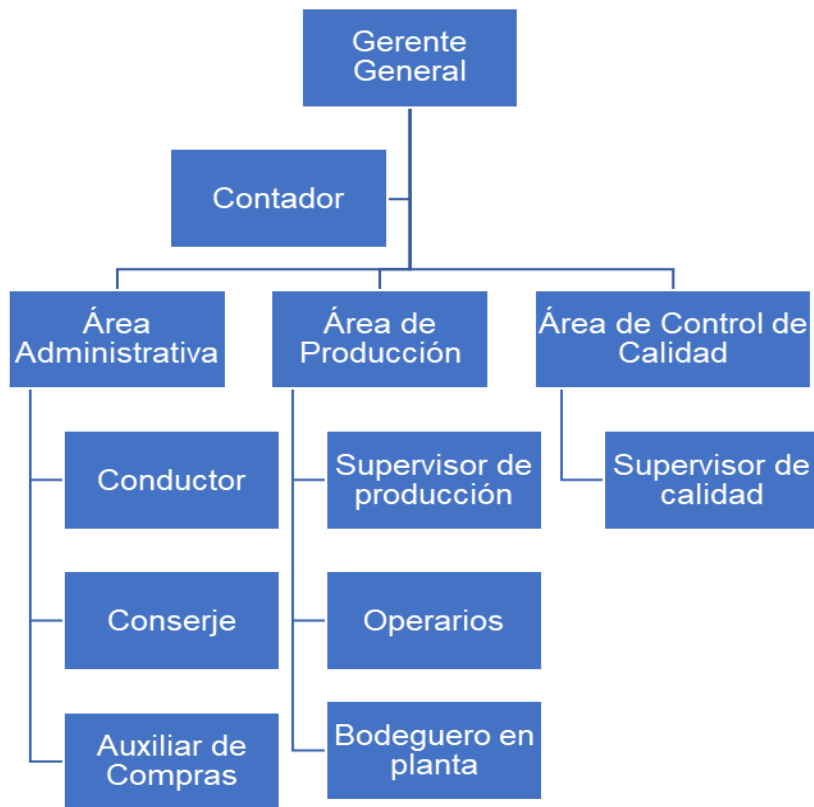 Gerente
General
Contador
Área
Administrativa
Área de
Producción
Área de Control de
Calidad
Conductor
Supervisor de
producción
Supervisor de
calidad
Conserje
Operarios
Auxiliar de
Compras
Bodeguero en
planta